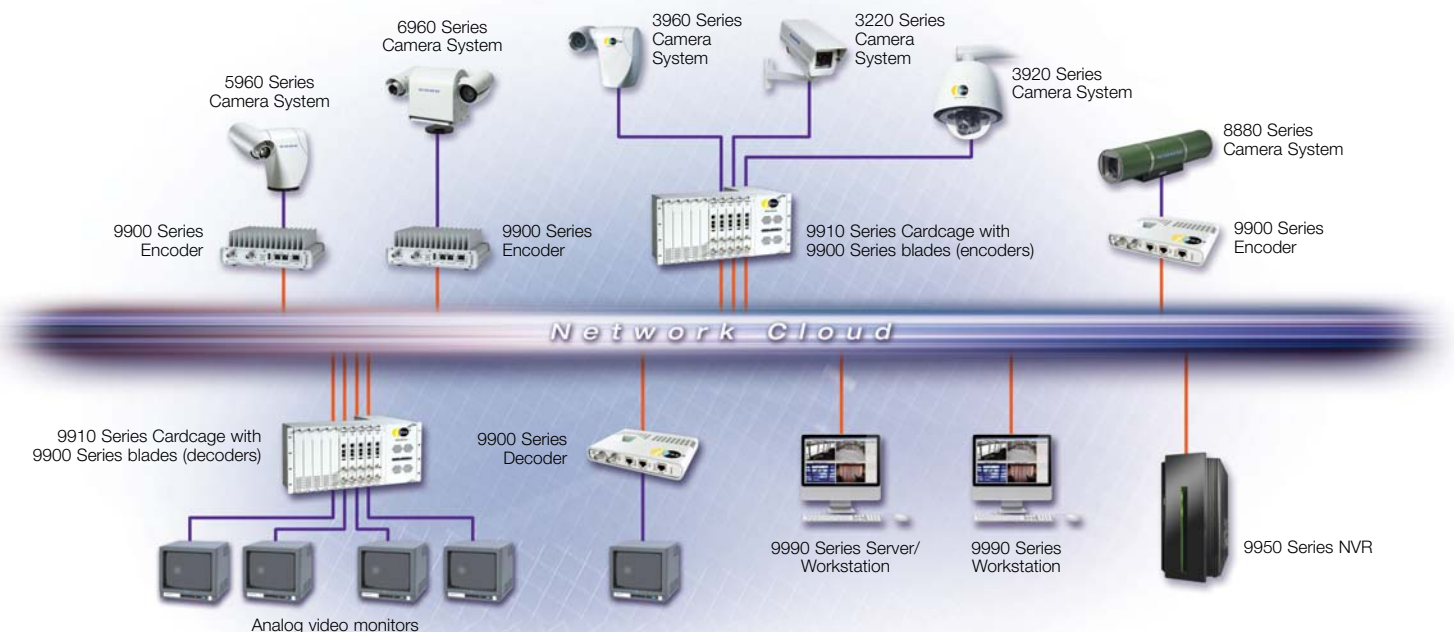 6960 Series
Camera System
3960 Series
Camera
System
3220 Series
Camera
System
5960 Series
Camera System
3920 Series
Camera System
8880 Series
Camera System
9900 Series
Encoder
9900 Series
Encoder
9910 Series Cardcage with
9900 Series blades (encoders)
9900 Series
Encoder
Network Cloud
9910 Series Cardcage with
9900 Series blades (decoders)
9900 Series
Decoder
9990 Series Server/
Workstation
9990 Series
Workstation
9950 Series NVR
Analog video monitors